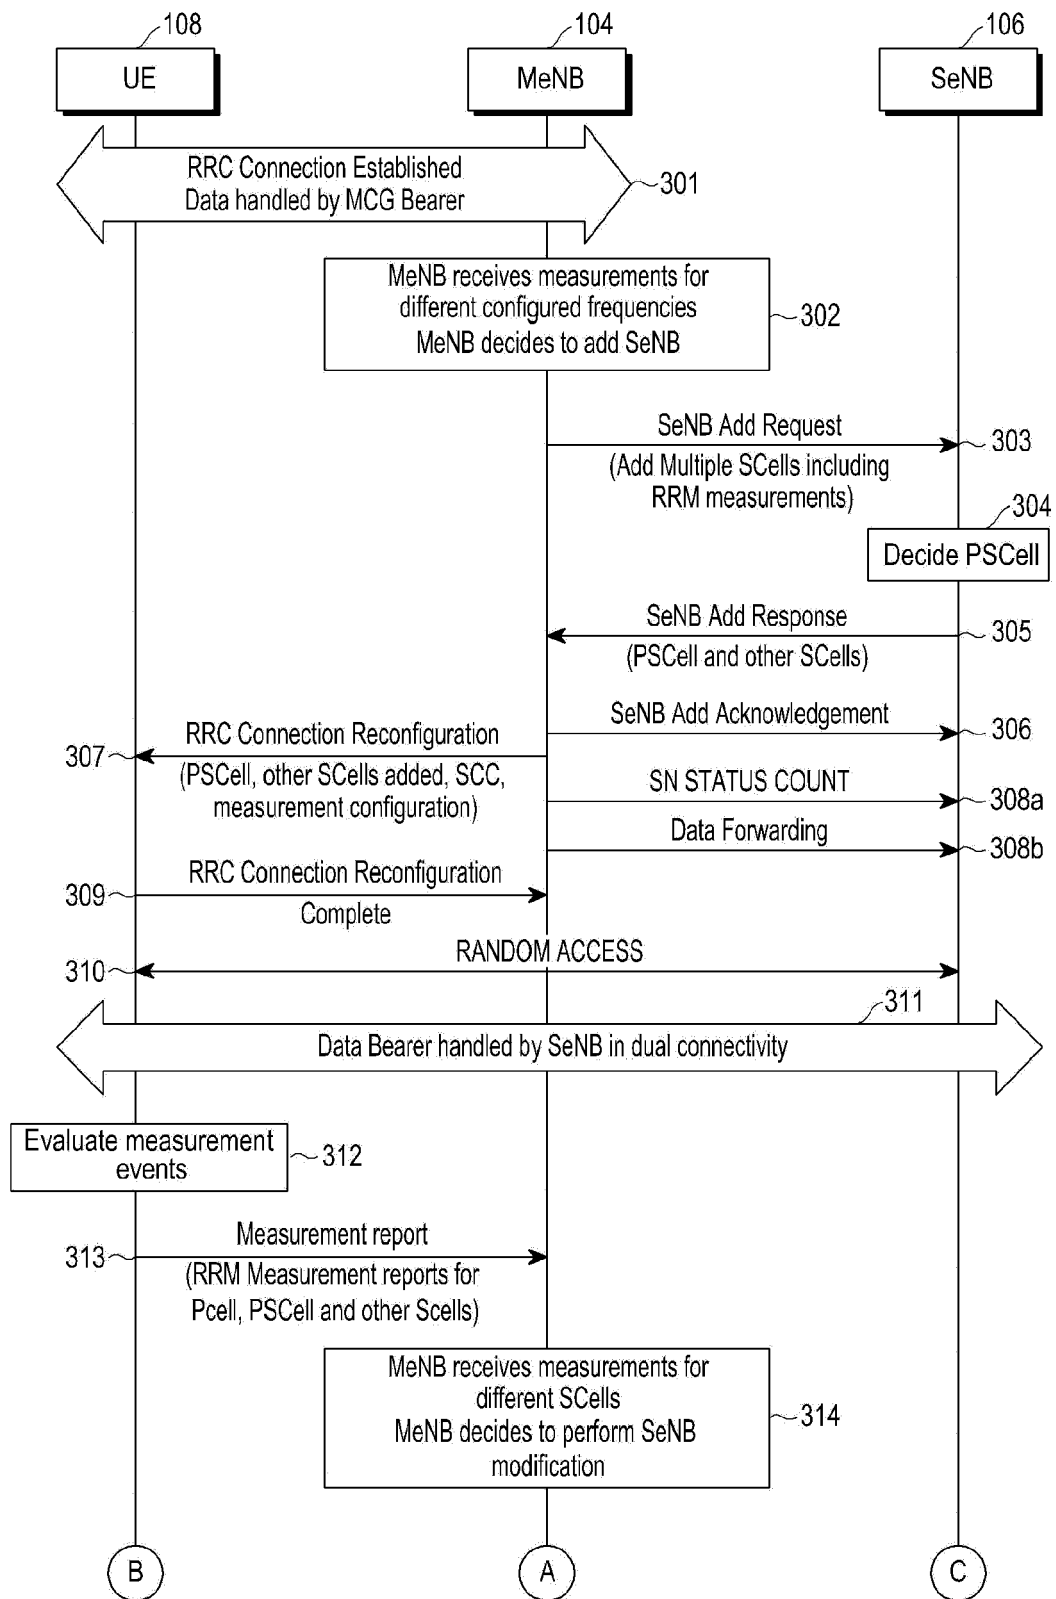 108
104
106
UE
MeNB
SeNB
RRC Connection Established
Data handled by MCG Bearer
301
MeNB receives measurements for
different configured frequencies
MeNB decides to add SeNB
302
SeNB Add Request
303
(Add Multiple SCells including
RRM measurements)
304
Decide PSCell
SeNB Add Response
305
(PSCell and other SCells)
SeNB Add Acknowledgement
306
RRC Connection Reconfiguration
307
(PSCell, other SCells added, SCC,
measurement configuration)
SN STATUS COUNT
308a
Data Forwarding
308b
RRC Connection Reconfiguration
309
Complete
RANDOM ACCESS
310
311
Data Bearer handled by SeNB in dual connectivity
Evaluate measurement
events
312
Measurement report
313
(RRM Measurement reports for
Pcell, PSCell and other Scells)
MeNB receives measurements for
different SCells
MeNB decides to perform SeNB
modification
314
B
A
C